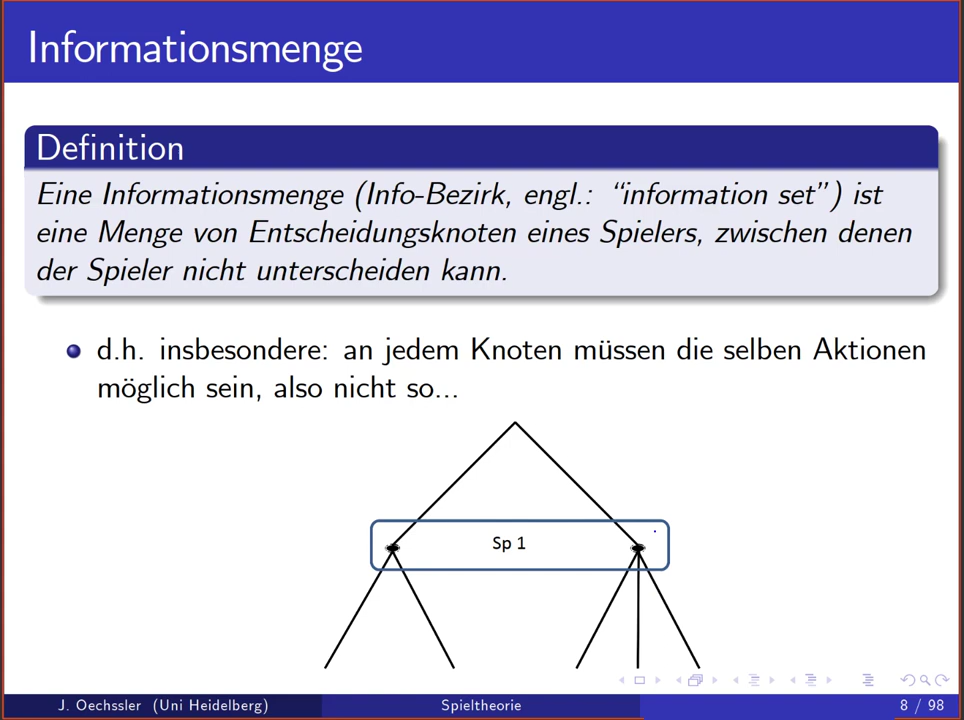 Informationsmenge
Definition
Eine Informationsmenge (Info-Bezirk, engl.: “information set”) ist
eine Menge von Entscheidungsknoten eines Spielers, zwischen denen
der Spieler nicht unterscheiden kann.
d.h. insbesondere: an jedem Knoten müssen die selben Aktionen
möglich sein, also nicht so...
Sp 1
J. Oechssler (Uni Heidelberg)
Spieltheorie
8 / 98